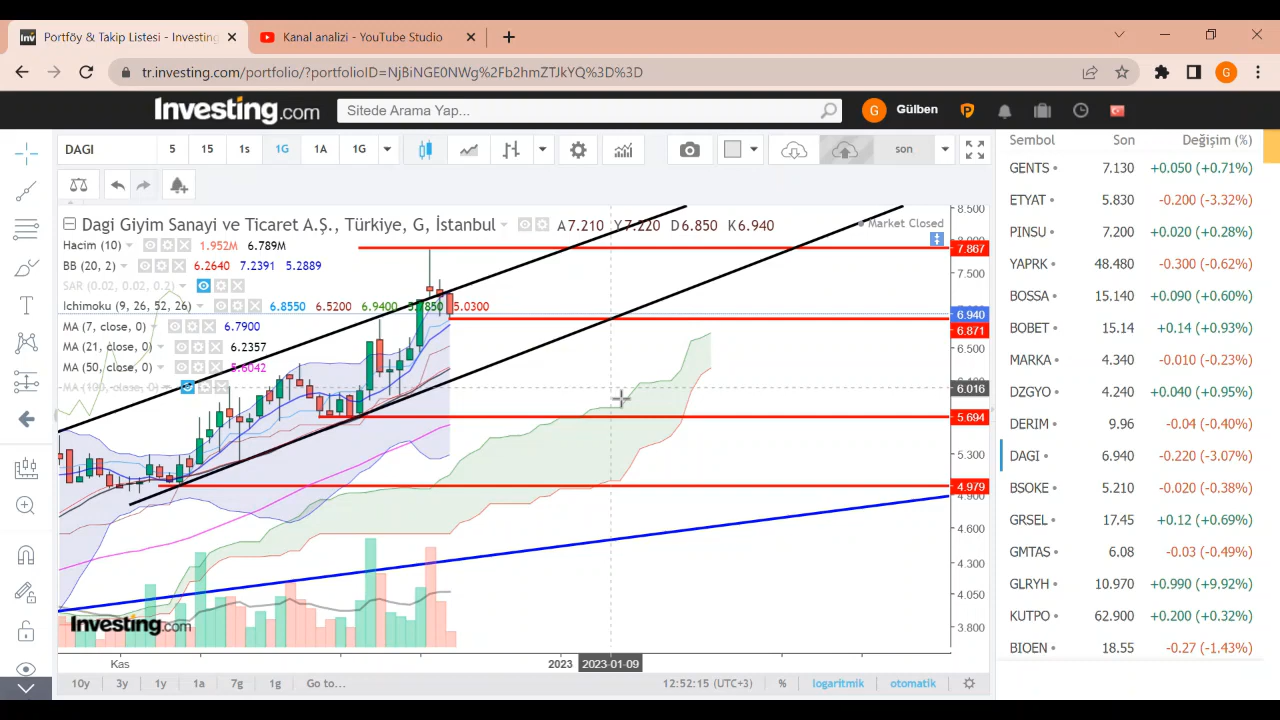 Portföy & Takip Listesi - Investing
Kanal analizi - YouTube Studio
tr.investing.com/portfolio/?portfolioID=NjBiNGE0NWg%2Fb2hmZTJkYQ%3D%3D
G
Investing.com
Sitede Arama Yap...
G
Gülben
DAGI
5
15
1s
1G
1A
1G
son
Dagi Giyim Sanayi ve Ticaret A.Ş., Türkiye, G, İstanbul
A7.210 Y7.220 D6.850 K6.940
Market Closed
Hacim (10)
1.952M 6.789M
BB (20, 2)
6.2640 7.2391 5.2889
SAR (0.02, 0.02, 0.2)
Ichimoku (9, 26, 52, 26)
6.8550 6.5200 6.9400 5.0300
MA (7, close, 0)
6.7900
MA (21, close, 0)
6.2357
MA (50, close, 0)
5.6042
MA (100, close, 0)
8.500
7.867
7.500
6.940
6.871
6.500
6.016
5.694
5.300
4.979
4.900
4.600
4.300
4.050
3.800
Investing.com
Kas
2023
2023-01-09
10y
3y
1y
1a
7g
1g
Go to...
12:52:15 (UTC+3)
%
logaritmik
otomatik
Sembol Son Değişim (%)
GENTS 7.130 +0.050 (+0.71%)
ETYAT 5.830 -0.200 (-3.32%)
PINSU 7.200 +0.020 (+0.28%)
YAPRK 48.480 -0.300 (-0.62%)
BOSSA 15.140 +0.090 (+0.60%)
BOBET 15.14 +0.14 (+0.93%)
MARKA 4.340 -0.010 (-0.23%)
DZGYO 4.240 +0.040 (+0.95%)
DERIM 9.96 -0.04 (-0.40%)
DAGI 6.940 -0.220 (-3.07%)
BSOKE 5.210 -0.020 (-0.38%)
GRSEL 17.45 +0.12 (+0.69%)
GMTAS 6.08 -0.03 (-0.49%)
GLRYH 10.970 +0.990 (+9.92%)
KUTPO 62.900 +0.200 (+0.32%)
BIOEN 18.55 -0.27 (-1.43%)